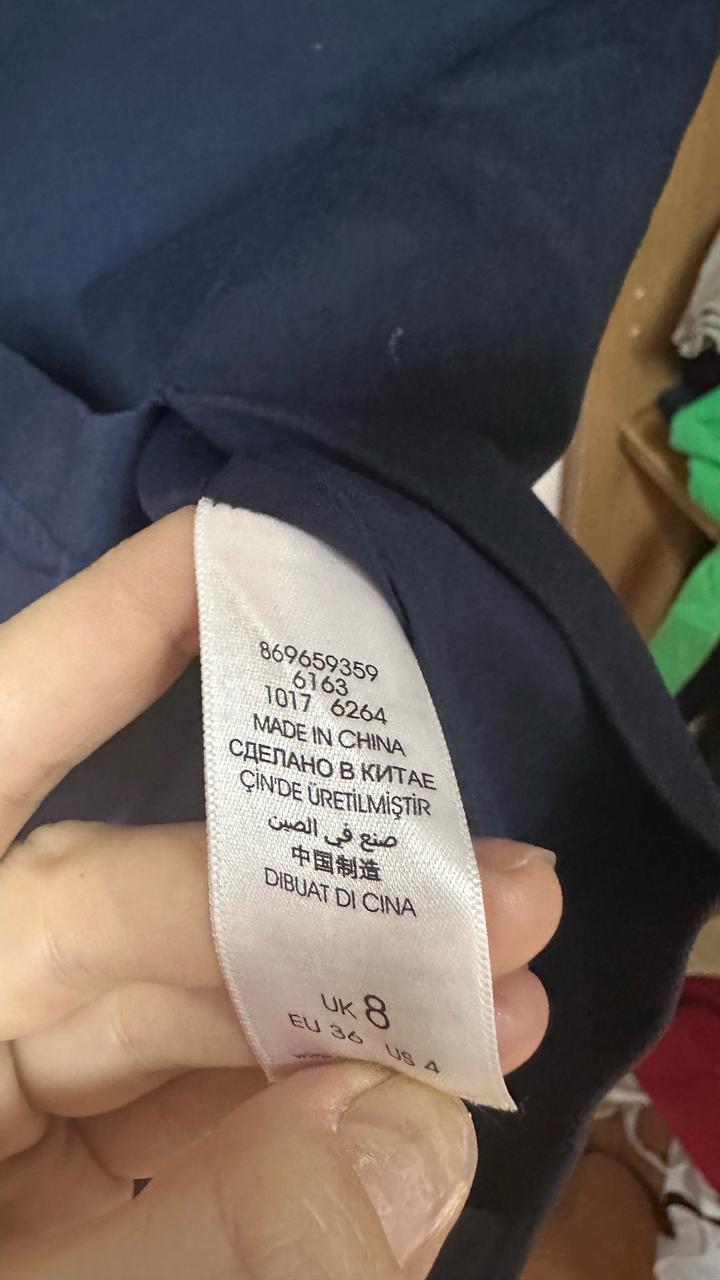 869659359
6163
1017 6264
MADE IN CHINA
СДЕЛАНО В КИТАЕ
ÇİN'DE ÜRETİLMİŞTİR
صنع في الصين
中国制造
DIBUAT DI CINA
UK 8
EU 36 US 4